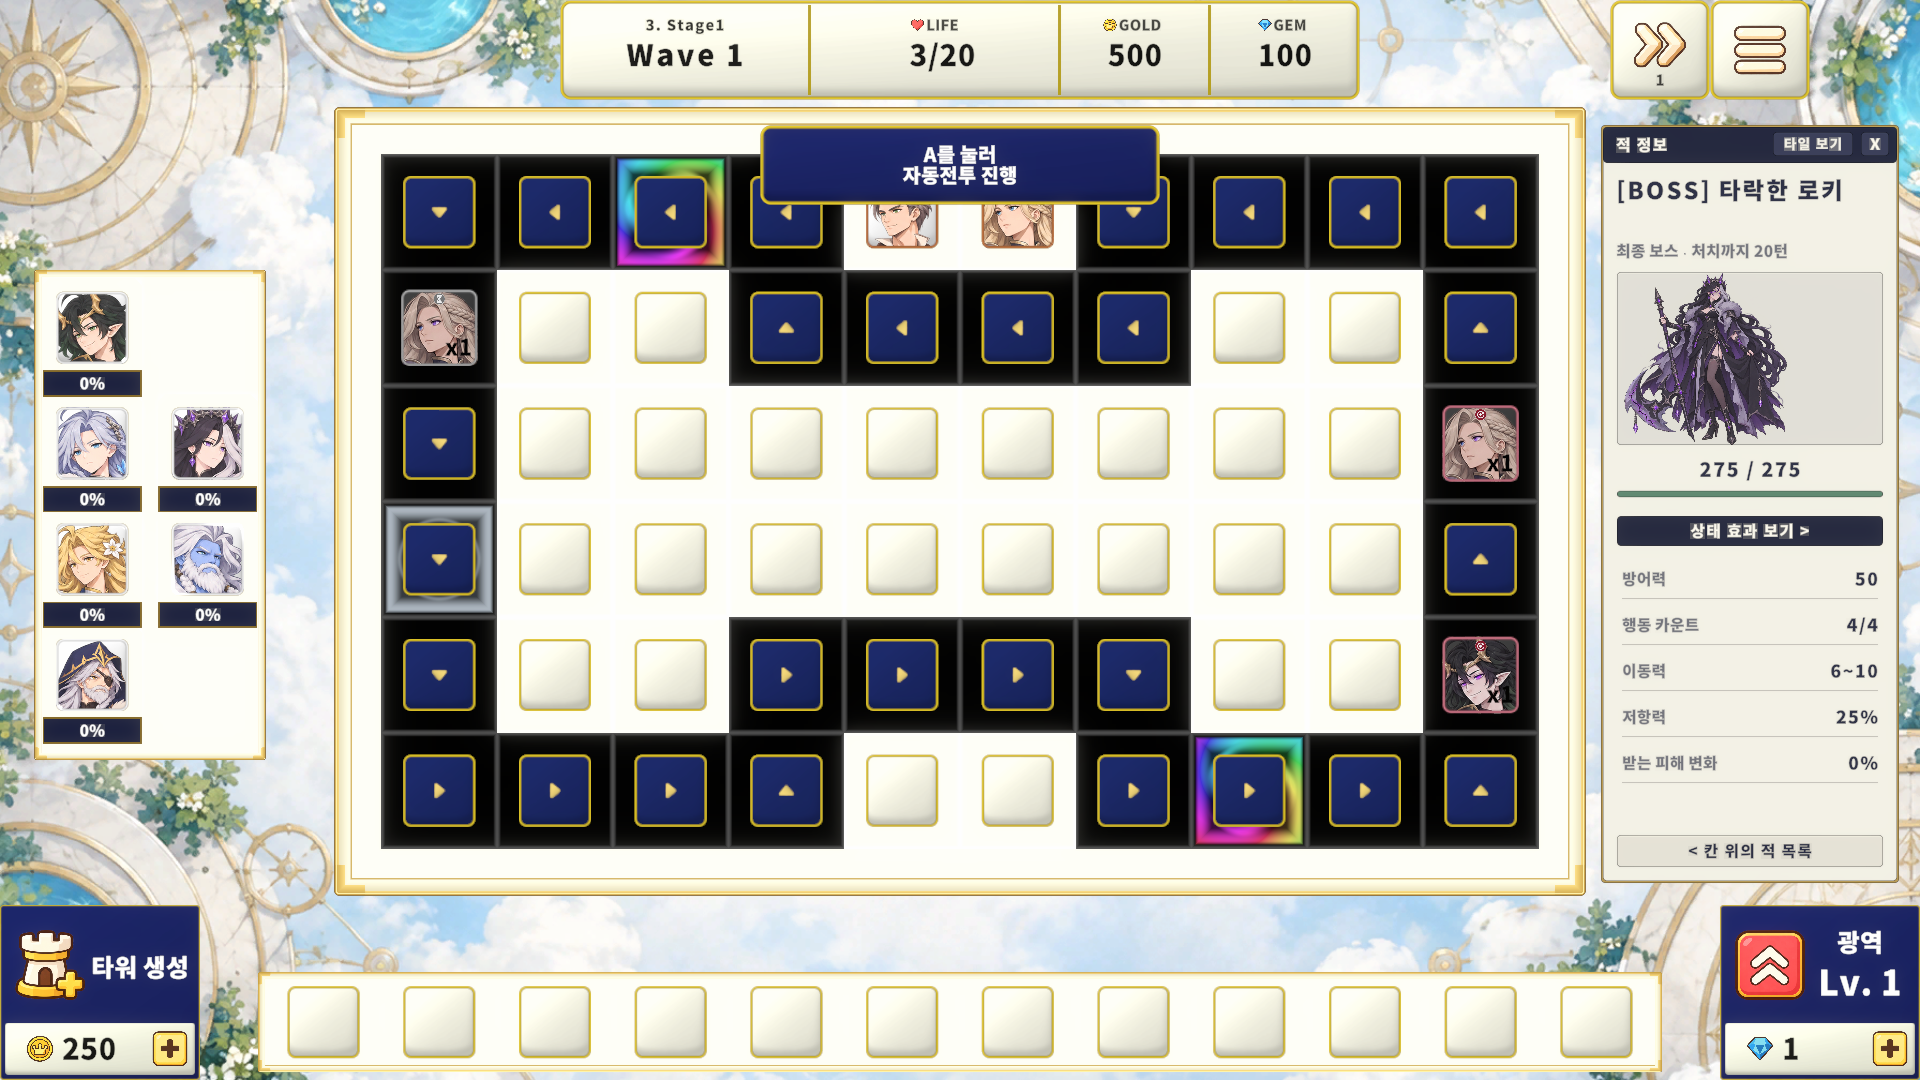 3. Stage1
Wave 1
LIFE
3/20
GOLD
500
GEM
100
1
A를 눌러
자동전투 진행
적 정보
타일 보기
X
[BOSS] 타락한 로키
최종 보스 · 처치까지 20턴
275 / 275
상태 효과 보기 >
방어력 50
행동 카운트 4/4
이동력 6~10
저항력 25%
받는 피해 변화 0%
< 칸 위의 적 목록
0%
0%
0%
0%
0%
0%
x1
x1
x1
타워 생성
250
광역
Lv. 1
1